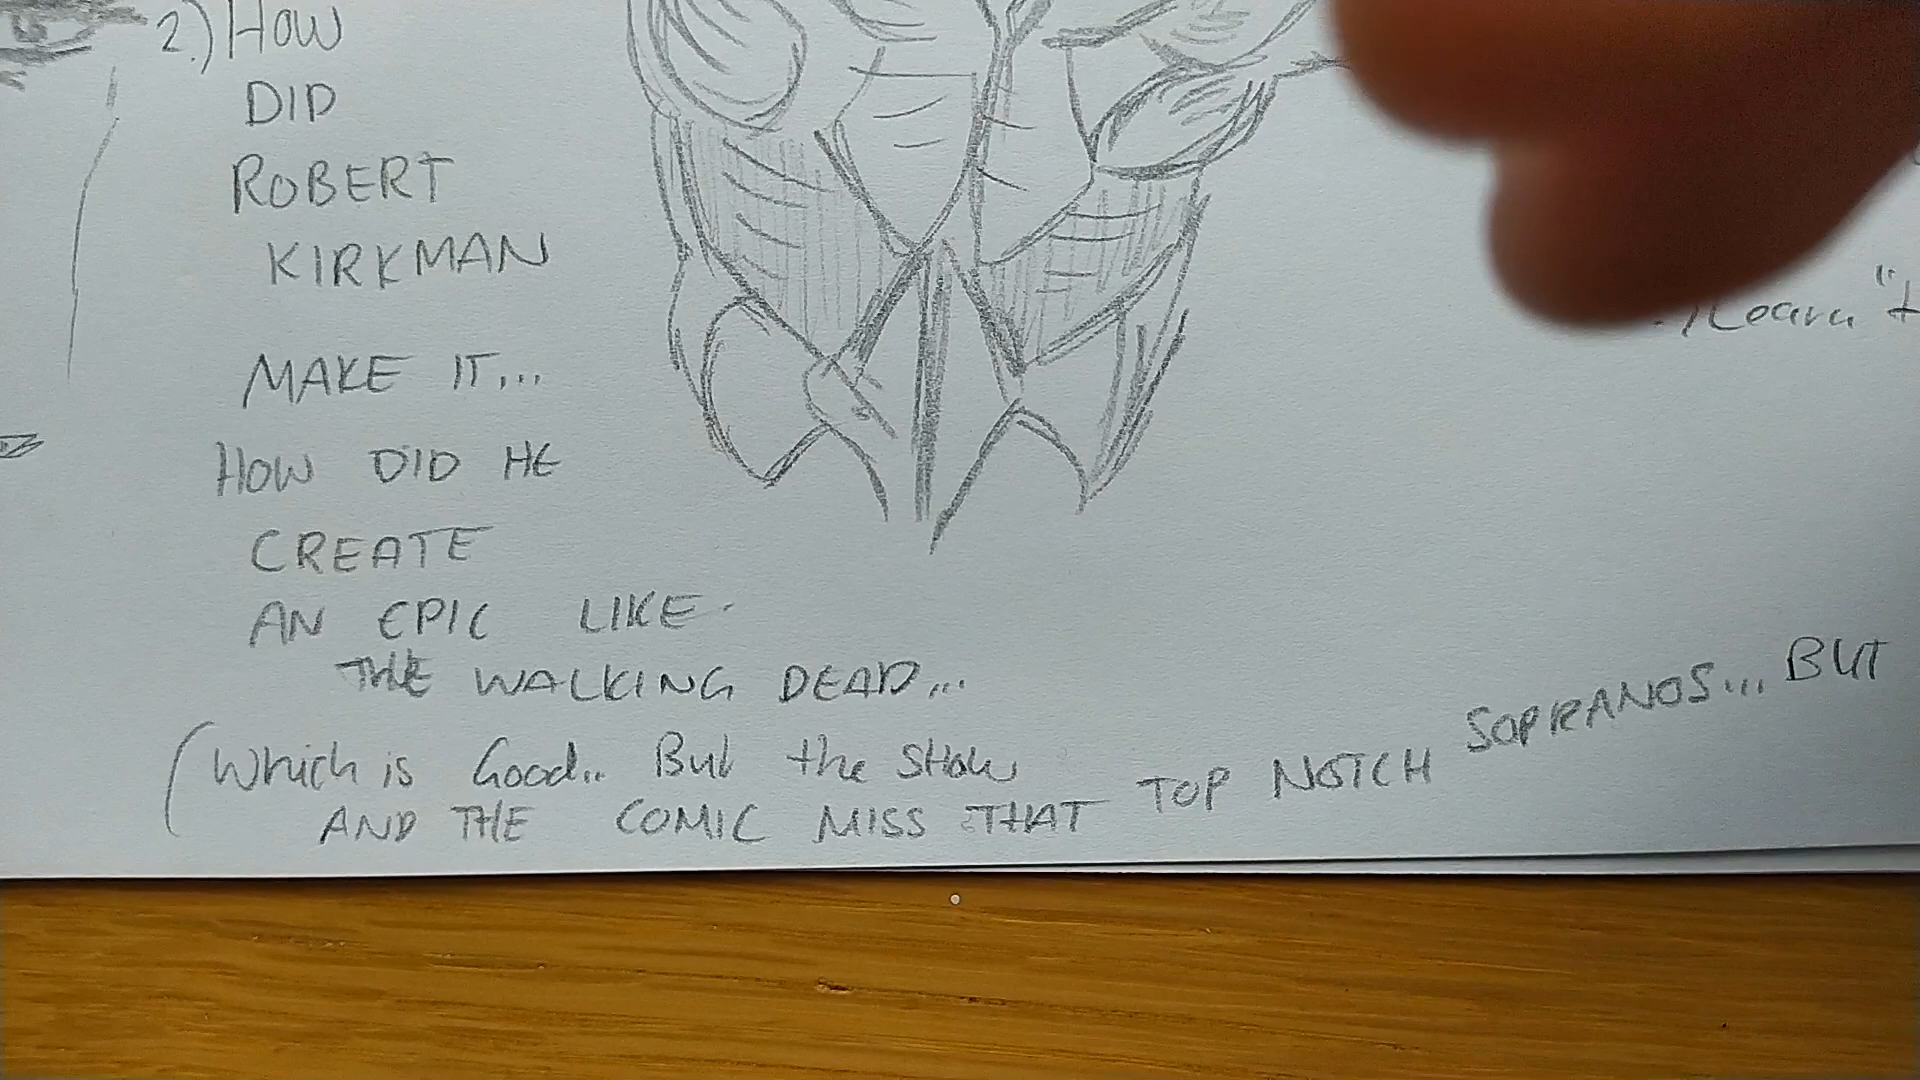 2.) HOW
DID
ROBERT
KIRKMAN
MAKE IT...
HOW DID HE
CREATE
AN EPIC LIKE
THE WALKING DEAD...
(Which is Good.. But the SHOW
AND THE COMIC MISS THAT TOP NOTCH SOPRANOS... BUT
Learn "t